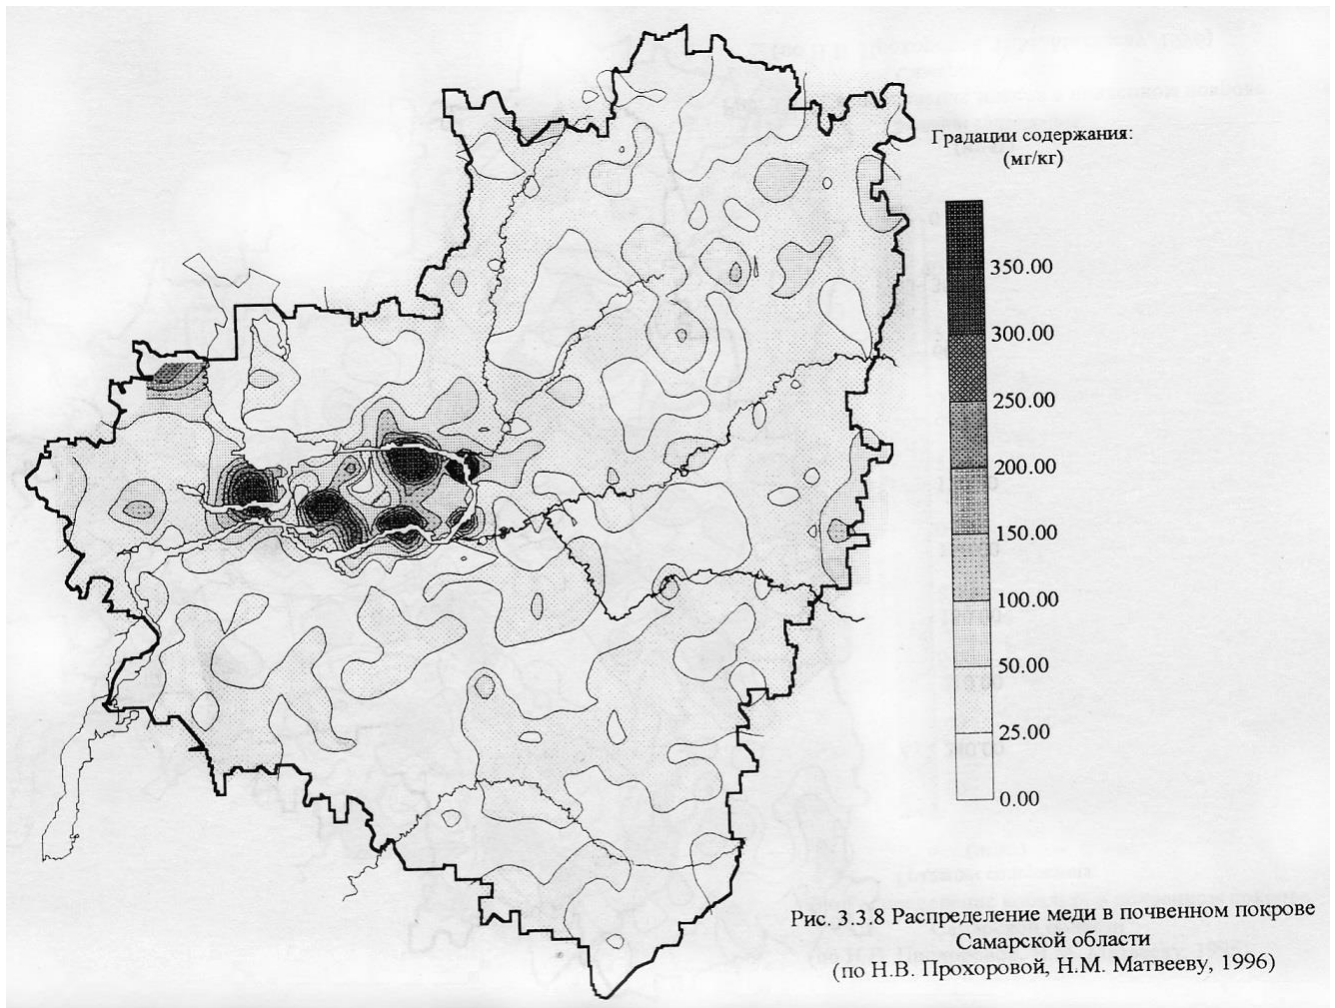 Градации содержания:
(мг/кг)
350.00
300.00
250.00
200.00
150.00
100.00
50.00
25.00
0.00
Рис. 3.3.8 Распределение меди в почвенном покрове
Самарской области
(по Н.В. Прохоровой, Н.М. Матвееву, 1996)